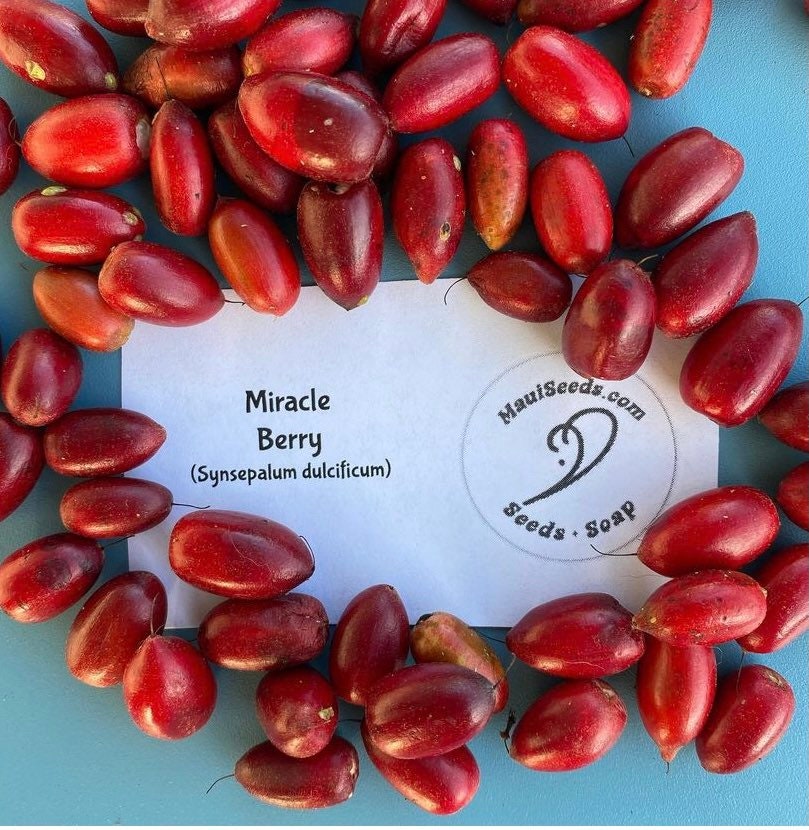 Miracle
Berry
(Synsepalum dulcificum)
MauiSeeds.com
Seeds · Soap